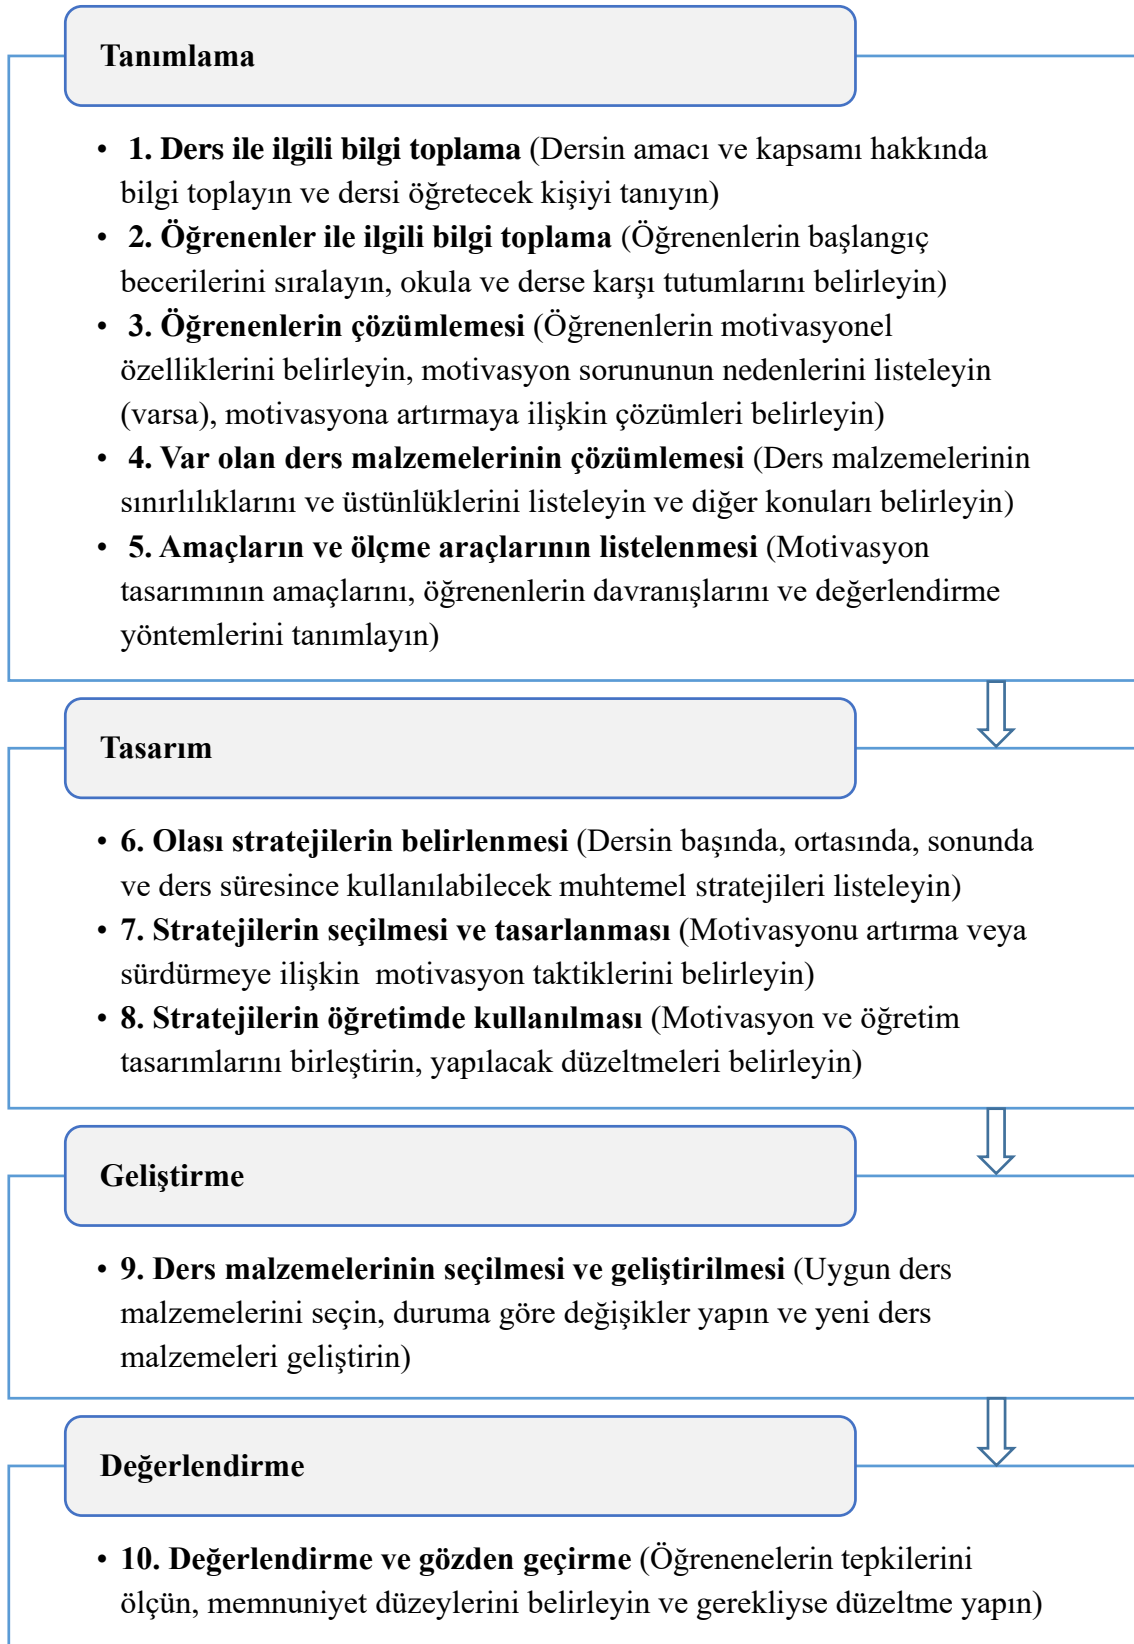 Tanımlama
• 1. Ders ile ilgili bilgi toplama (Dersin amacı ve kapsamı hakkında
bilgi toplayın ve dersi öğretecek kişiyi tanıyın)
• 2. Öğrenenler ile ilgili bilgi toplama (Öğrenenlerin başlangıç
becerilerini sıralayın, okula ve derse karşı tutumlarını belirleyin)
• 3. Öğrenenlerin çözümlemesi (Öğrenenlerin motivasyonel
özelliklerini belirleyin, motivasyon sorununun nedenlerini listeleyin
(varsa), motivasyona artırmaya ilişkin çözümleri belirleyin)
• 4. Var olan ders malzemelerinin çözümlemesi (Ders malzemelerinin
sınırlılıklarını ve üstünlüklerini listeleyin ve diğer konuları belirleyin)
• 5. Amaçların ve ölçme araçlarının listelenmesi (Motivasyon
tasarımının amaçlarını, öğrenenlerin davranışlarını ve değerlendirme
yöntemlerini tanımlayın)
Tasarım
• 6. Olası stratejilerin belirlenmesi (Dersin başında, ortasında, sonunda
ve ders süresince kullanılabilecek muhtemel stratejileri listeleyin)
• 7. Stratejilerin seçilmesi ve tasarlanması (Motivasyonu artırma veya
sürdürmeye ilişkin motivasyon taktiklerini belirleyin)
• 8. Stratejilerin öğretimde kullanılması (Motivasyon ve öğretim
tasarımlarını birleştirin, yapılacak düzeltmeleri belirleyin)
Geliştirme
• 9. Ders malzemelerinin seçilmesi ve geliştirilmesi (Uygun ders
malzemelerini seçin, duruma göre değişikler yapın ve yeni ders
malzemeleri geliştirin)
Değerlendirme
• 10. Değerlendirme ve gözden geçirme (Öğrenenelerin tepkilerini
ölçün, memnuniyet düzeylerini belirleyin ve gerekliyse düzeltme yapın)